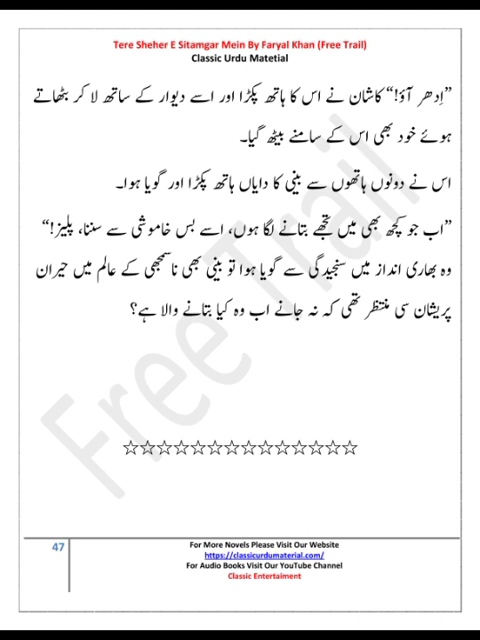 Tere Sheher E Sitamgar Mein By Faryal Khan (Free Trail)
Classic Urdu Matetial
”اِدھر آؤ!“ کاشان نے اس کا ہاتھ پکڑا اور اسے دیوار کے ساتھ لا کر بٹھاتے
ہوئے خود بھی اس کے سامنے بیٹھ گیا۔
اس نے دونوں ہاتھوں سے بینی کا دایاں ہاتھ پکڑا اور گویا ہوا۔
”اب جو کچھ بھی میں تجھے بتانے لگا ہوں، اسے بس خاموشی سے سننا، پلیز!“
وہ بھاری انداز میں سنجیدگی سے گویا ہوا تو بینی بھی ناسمجھی کے عالم میں حیران
پریشان سی منتظر تھی کہ نہ جانے اب وہ کیا بتانے والا ہے؟
Free Trail
☆☆☆☆☆☆☆☆☆☆☆☆☆☆
47
For More Novels Please Visit Our Website
https://classicurdumaterial.com/
For Audio Books Visit Our YouTube Channel
Classic Entertaiment